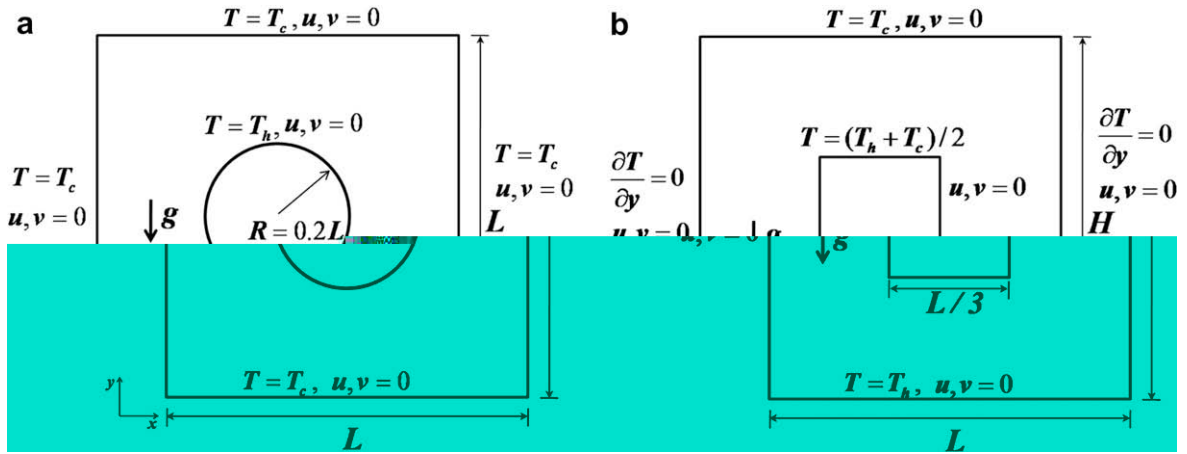 a
T = T_c, u, v = 0
T = T_h, u, v = 0
T = T_c
u, v = 0
T = T_c
u, v = 0
g
R = 0.2L
L
T = T_c, u, v = 0
y
x
L
b
T = T_c, u, v = 0
T = (T_h + T_c)/2
∂T/∂y = 0
u, v = 0
∂T/∂y = 0
u, v = 0
u, v = 0
g
H
L/3
T = T_h, u, v = 0
L